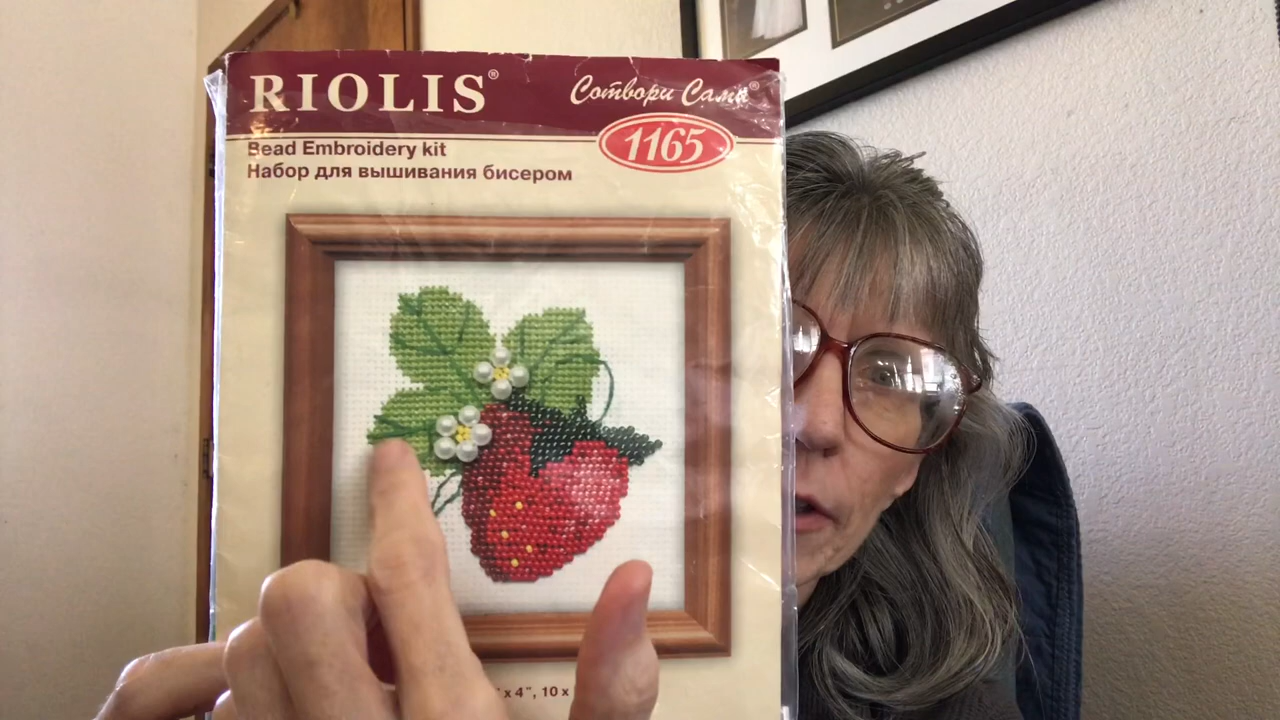 RIOLIS®
Сотвори Сама®
1165
Bead Embroidery kit
Набор для вышивания бисером
x 4", 10 x